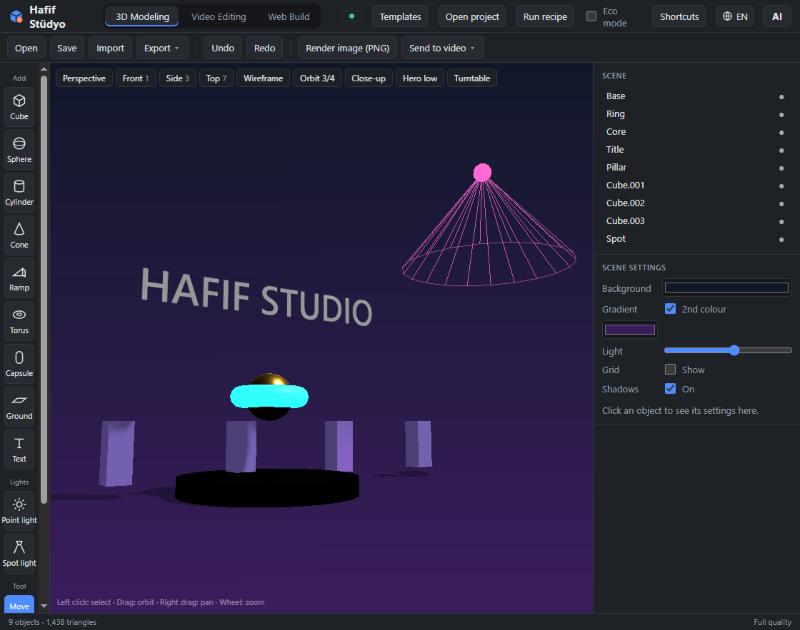 Hafif Stüdyo
3D Modeling Video Editing Web Build
Templates Open project Run recipe Eco mode Shortcuts EN AI
Open Save Import Export Undo Redo Render image (PNG) Send to video
Add
Cube
Sphere
Cylinder
Cone
Ramp
Torus
Capsule
Ground
Text
Lights
Point light
Spot light
Tool
Move
Perspective Front 1 Side 3 Top 7 Wireframe Orbit 3/4 Close-up Hero low Turntable
HAFIF STUDIO
Left click: select · Drag: orbit · Right drag: pan · Wheel: zoom
SCENE
Base
Ring
Core
Title
Pillar
Cube.001
Cube.002
Cube.003
Spot
SCENE SETTINGS
Background
Gradient 2nd colour
Light
Grid Show
Shadows On
Click an object to see its settings here.
9 objects · 1,438 triangles
Full quality